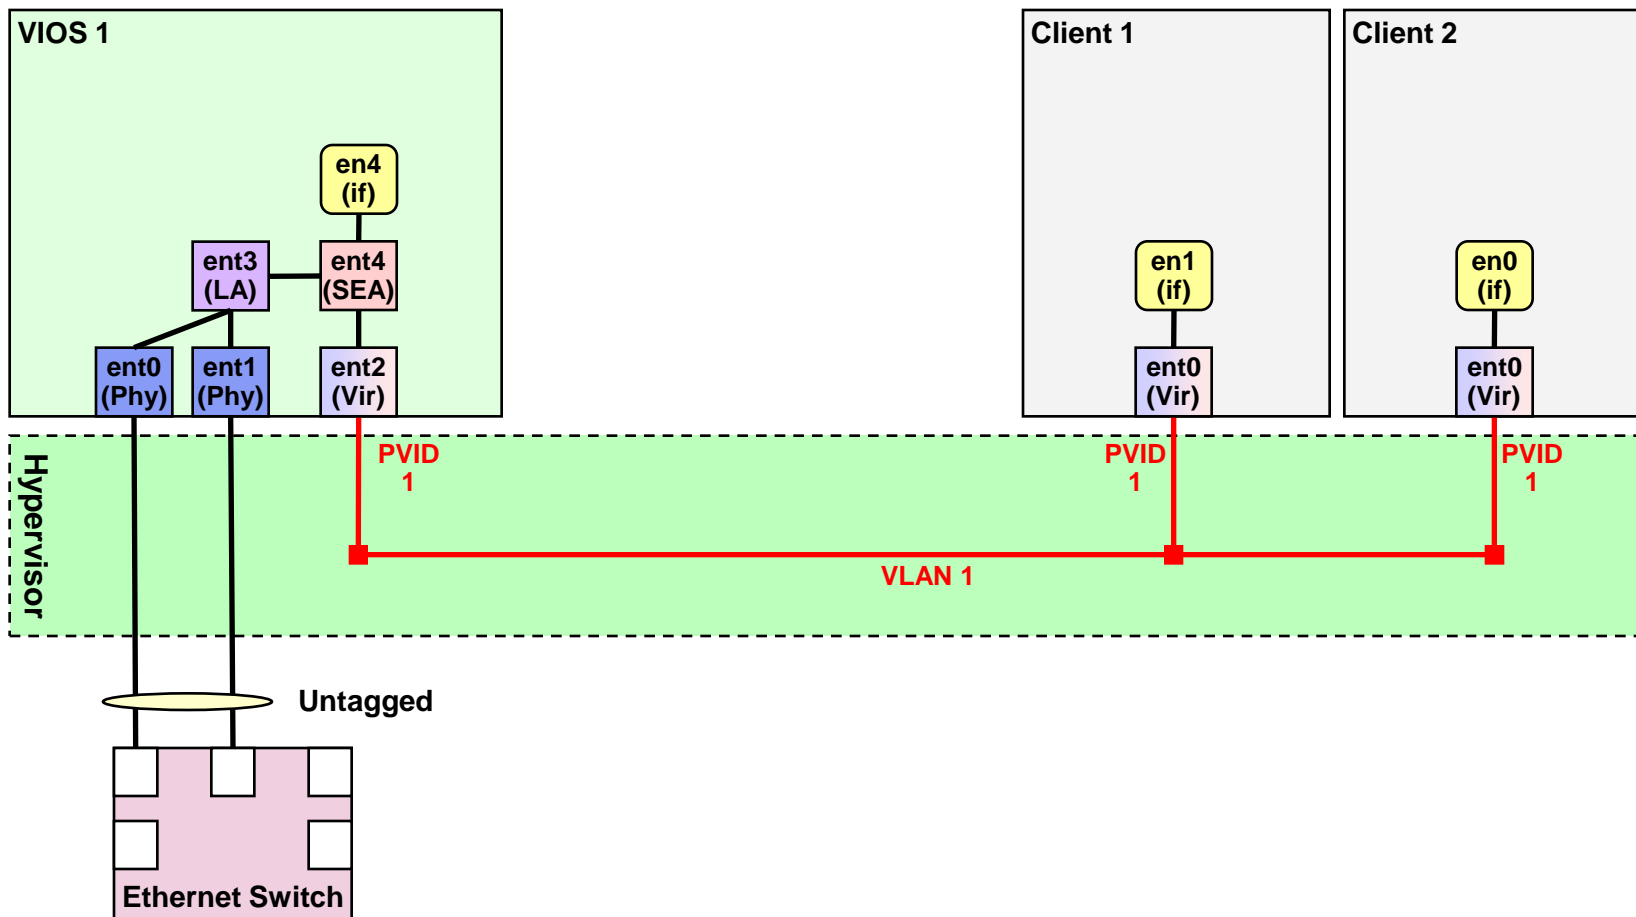 VIOS 1
Client 1
Client 2
en4
(if)
ent3
(LA)
ent4
(SEA)
en1
(if)
en0
(if)
ent0
(Phy)
ent1
(Phy)
ent2
(Vir)
ent0
(Vir)
ent0
(Vir)
Hypervisor
PVID
1
PVID
1
PVID
1
VLAN 1
Untagged
Ethernet Switch